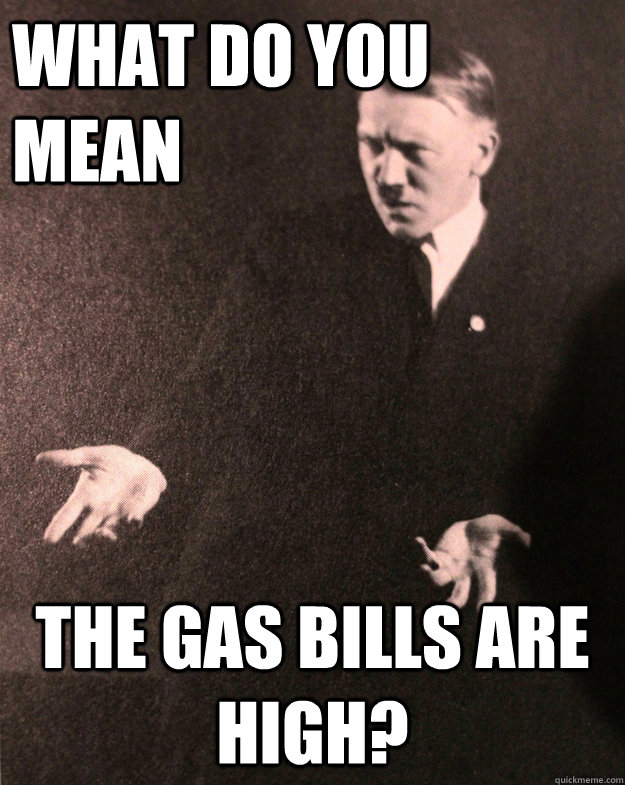 WHAT DO YOU
MEAN
THE GAS BILLS ARE
HIGH?
quickmeme.com